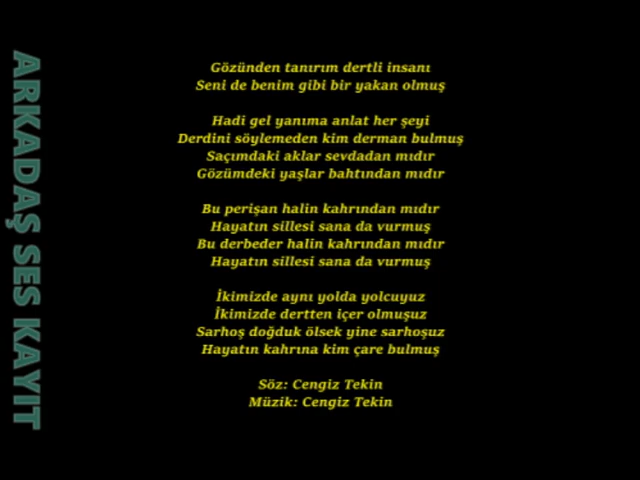 ARKADAŞ SES KAYIT
Gözünden tanırım dertli insanı
Seni de benim gibi bir yakan olmuş
Hadi gel yanıma anlat her şeyi
Derdini söylemeden kim derman bulmuş
Saçımdaki aklar sevdadan mıdır
Gözümdeki yaşlar bahtından mıdır
Bu perişan halin kahrından mıdır
Hayatın sillesi sana da vurmuş
Bu derbeder halin kahrından mıdır
Hayatın sillesi sana da vurmuş
İkimizde aynı yolda yolcuyuz
İkimizde dertten içer olmuşuz
Sarhoş doğduk ölsek yine sarhoşuz
Hayatın kahrına kim çare bulmuş
Söz: Cengiz Tekin
Müzik: Cengiz Tekin